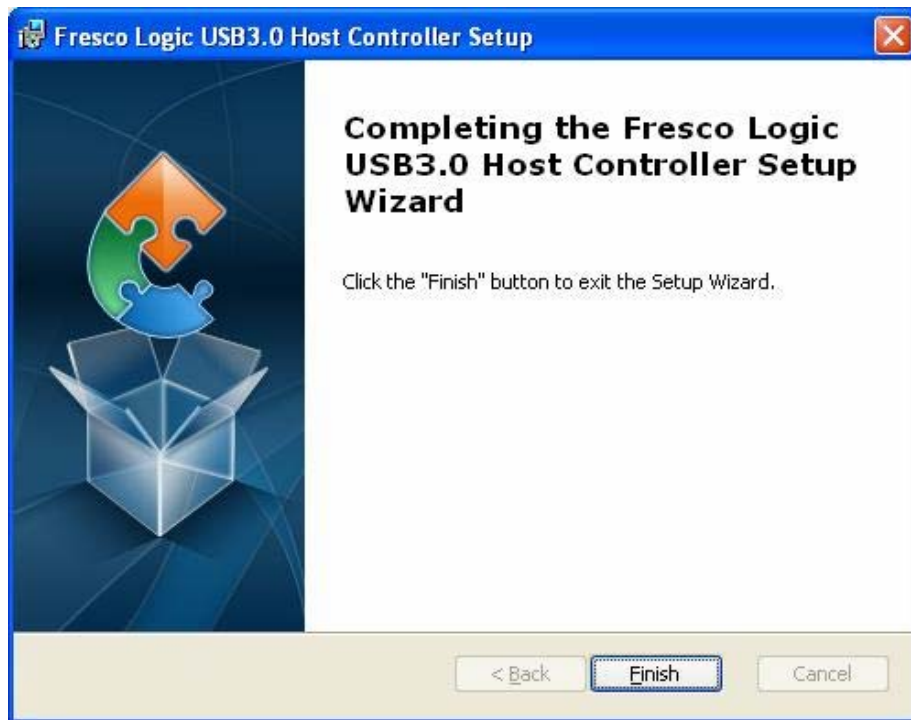 Fresco Logic USB3.0 Host Controller Setup
Completing the Fresco Logic
USB3.0 Host Controller Setup
Wizard
Click the "Finish" button to exit the Setup Wizard.
< Back
Finish
Cancel